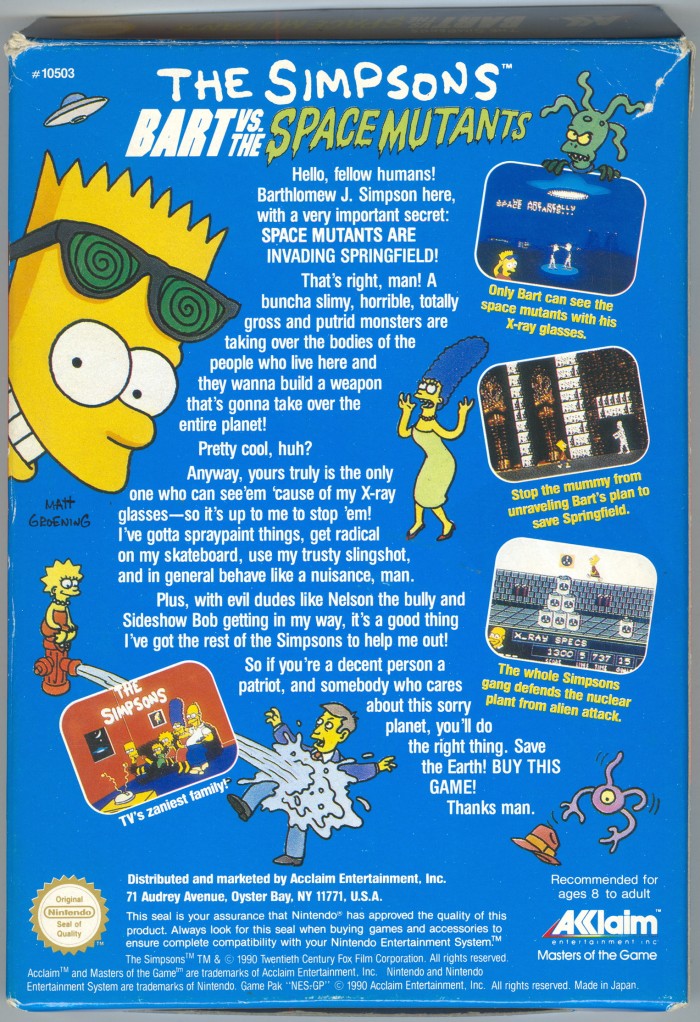 #10503
THE SIMPSONS™
BART VS. THE SPACE MUTANTS
Hello, fellow humans!
Barthlomew J. Simpson here,
with a very important secret:
SPACE MUTANTS ARE
INVADING SPRINGFIELD!
That's right, man! A
buncha slimy, horrible, totally
gross and putrid monsters are
taking over the bodies of the
people who live here and
they wanna build a weapon
that's gonna take over the
entire planet!
Pretty cool, huh?
Anyway, yours truly is the only
one who can see'em 'cause of my X-ray
glasses—so it's up to me to stop 'em!
I've gotta spraypaint things, get radical
on my skateboard, use my trusty slingshot,
and in general behave like a nuisance, man.
Plus, with evil dudes like Nelson the bully and
Sideshow Bob getting in my way, it's a good thing
I've got the rest of the Simpsons to help me out!
So if you're a decent person a
patriot, and somebody who cares
about this sorry
planet, you'll do
the right thing. Save
the Earth! BUY THIS
GAME!
Thanks man.
MATT
GROENING
WE ARE REALLY
SPACE MUTANTS...
Only Bart can see the
space mutants with his
X-ray glasses.
Stop the mummy from
unraveling Bart's plan to
save Springfield.
X-RAY SPECS
1300 5 737 15
SCORE
TIME
The whole Simpsons
gang defends the nuclear
plant from alien attack.
THE
SIMPSONS
TV's zaniest family!
Distributed and marketed by Acclaim Entertainment, Inc.
71 Audrey Avenue, Oyster Bay, NY 11771, U.S.A.
Original
Nintendo
Seal of
Quality
TM
This seal is your assurance that Nintendo® has approved the quality of this
product. Always look for this seal when buying games and accessories to
ensure complete compatibility with your Nintendo Entertainment System.™
The Simpsons™ TM & © 1990 Twentieth Century Fox Film Corporation. All rights reserved.
Acclaim™ and Masters of the Game™ are trademarks of Acclaim Entertainment, Inc. Nintendo and Nintendo
Entertainment System are trademarks of Nintendo. Game Pak "NES-GP" © 1990 Acclaim Entertainment, Inc. All rights reserved. Made in Japan.
Recommended for
ages 8 to adult
AKlaim™
entertainment inc
Masters of the Game